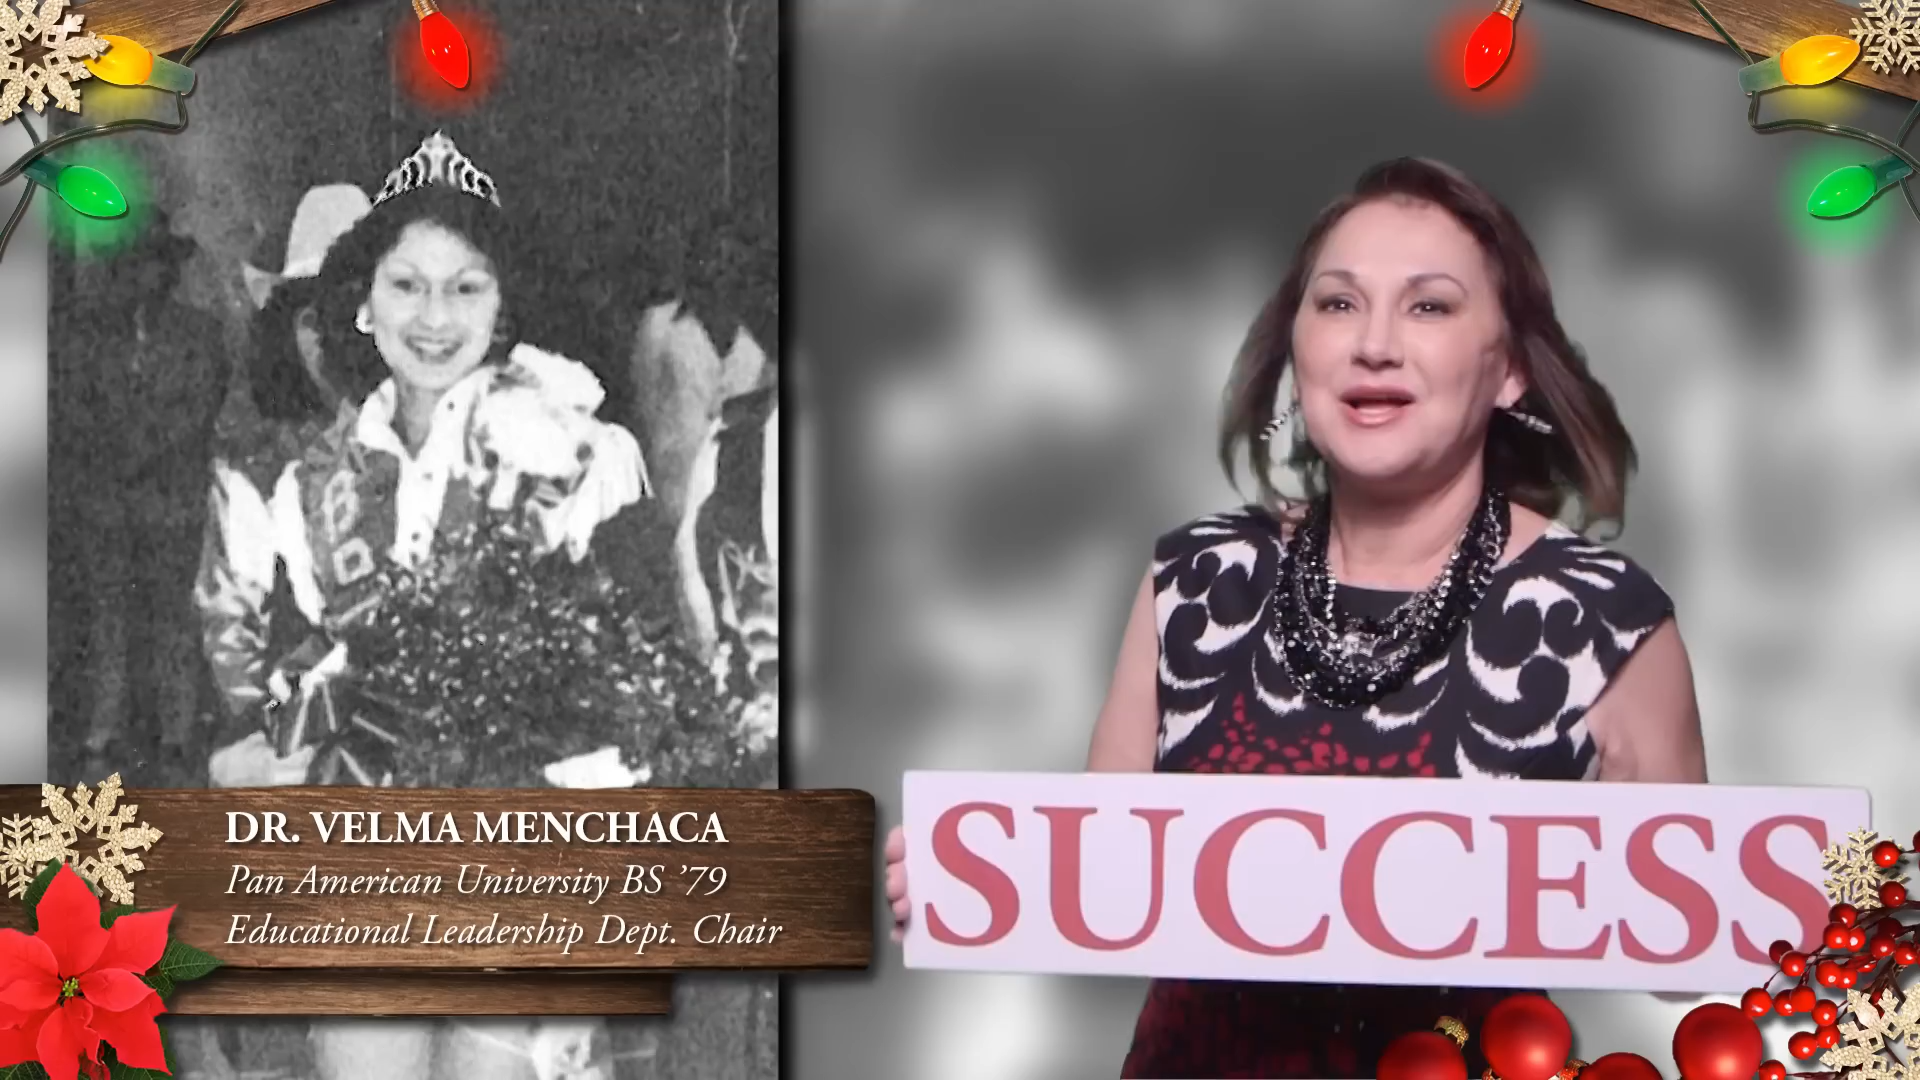 B
D
DR. VELMA MENCHACA
Pan American University BS ’79
Educational Leadership Dept. Chair
SUCCESS